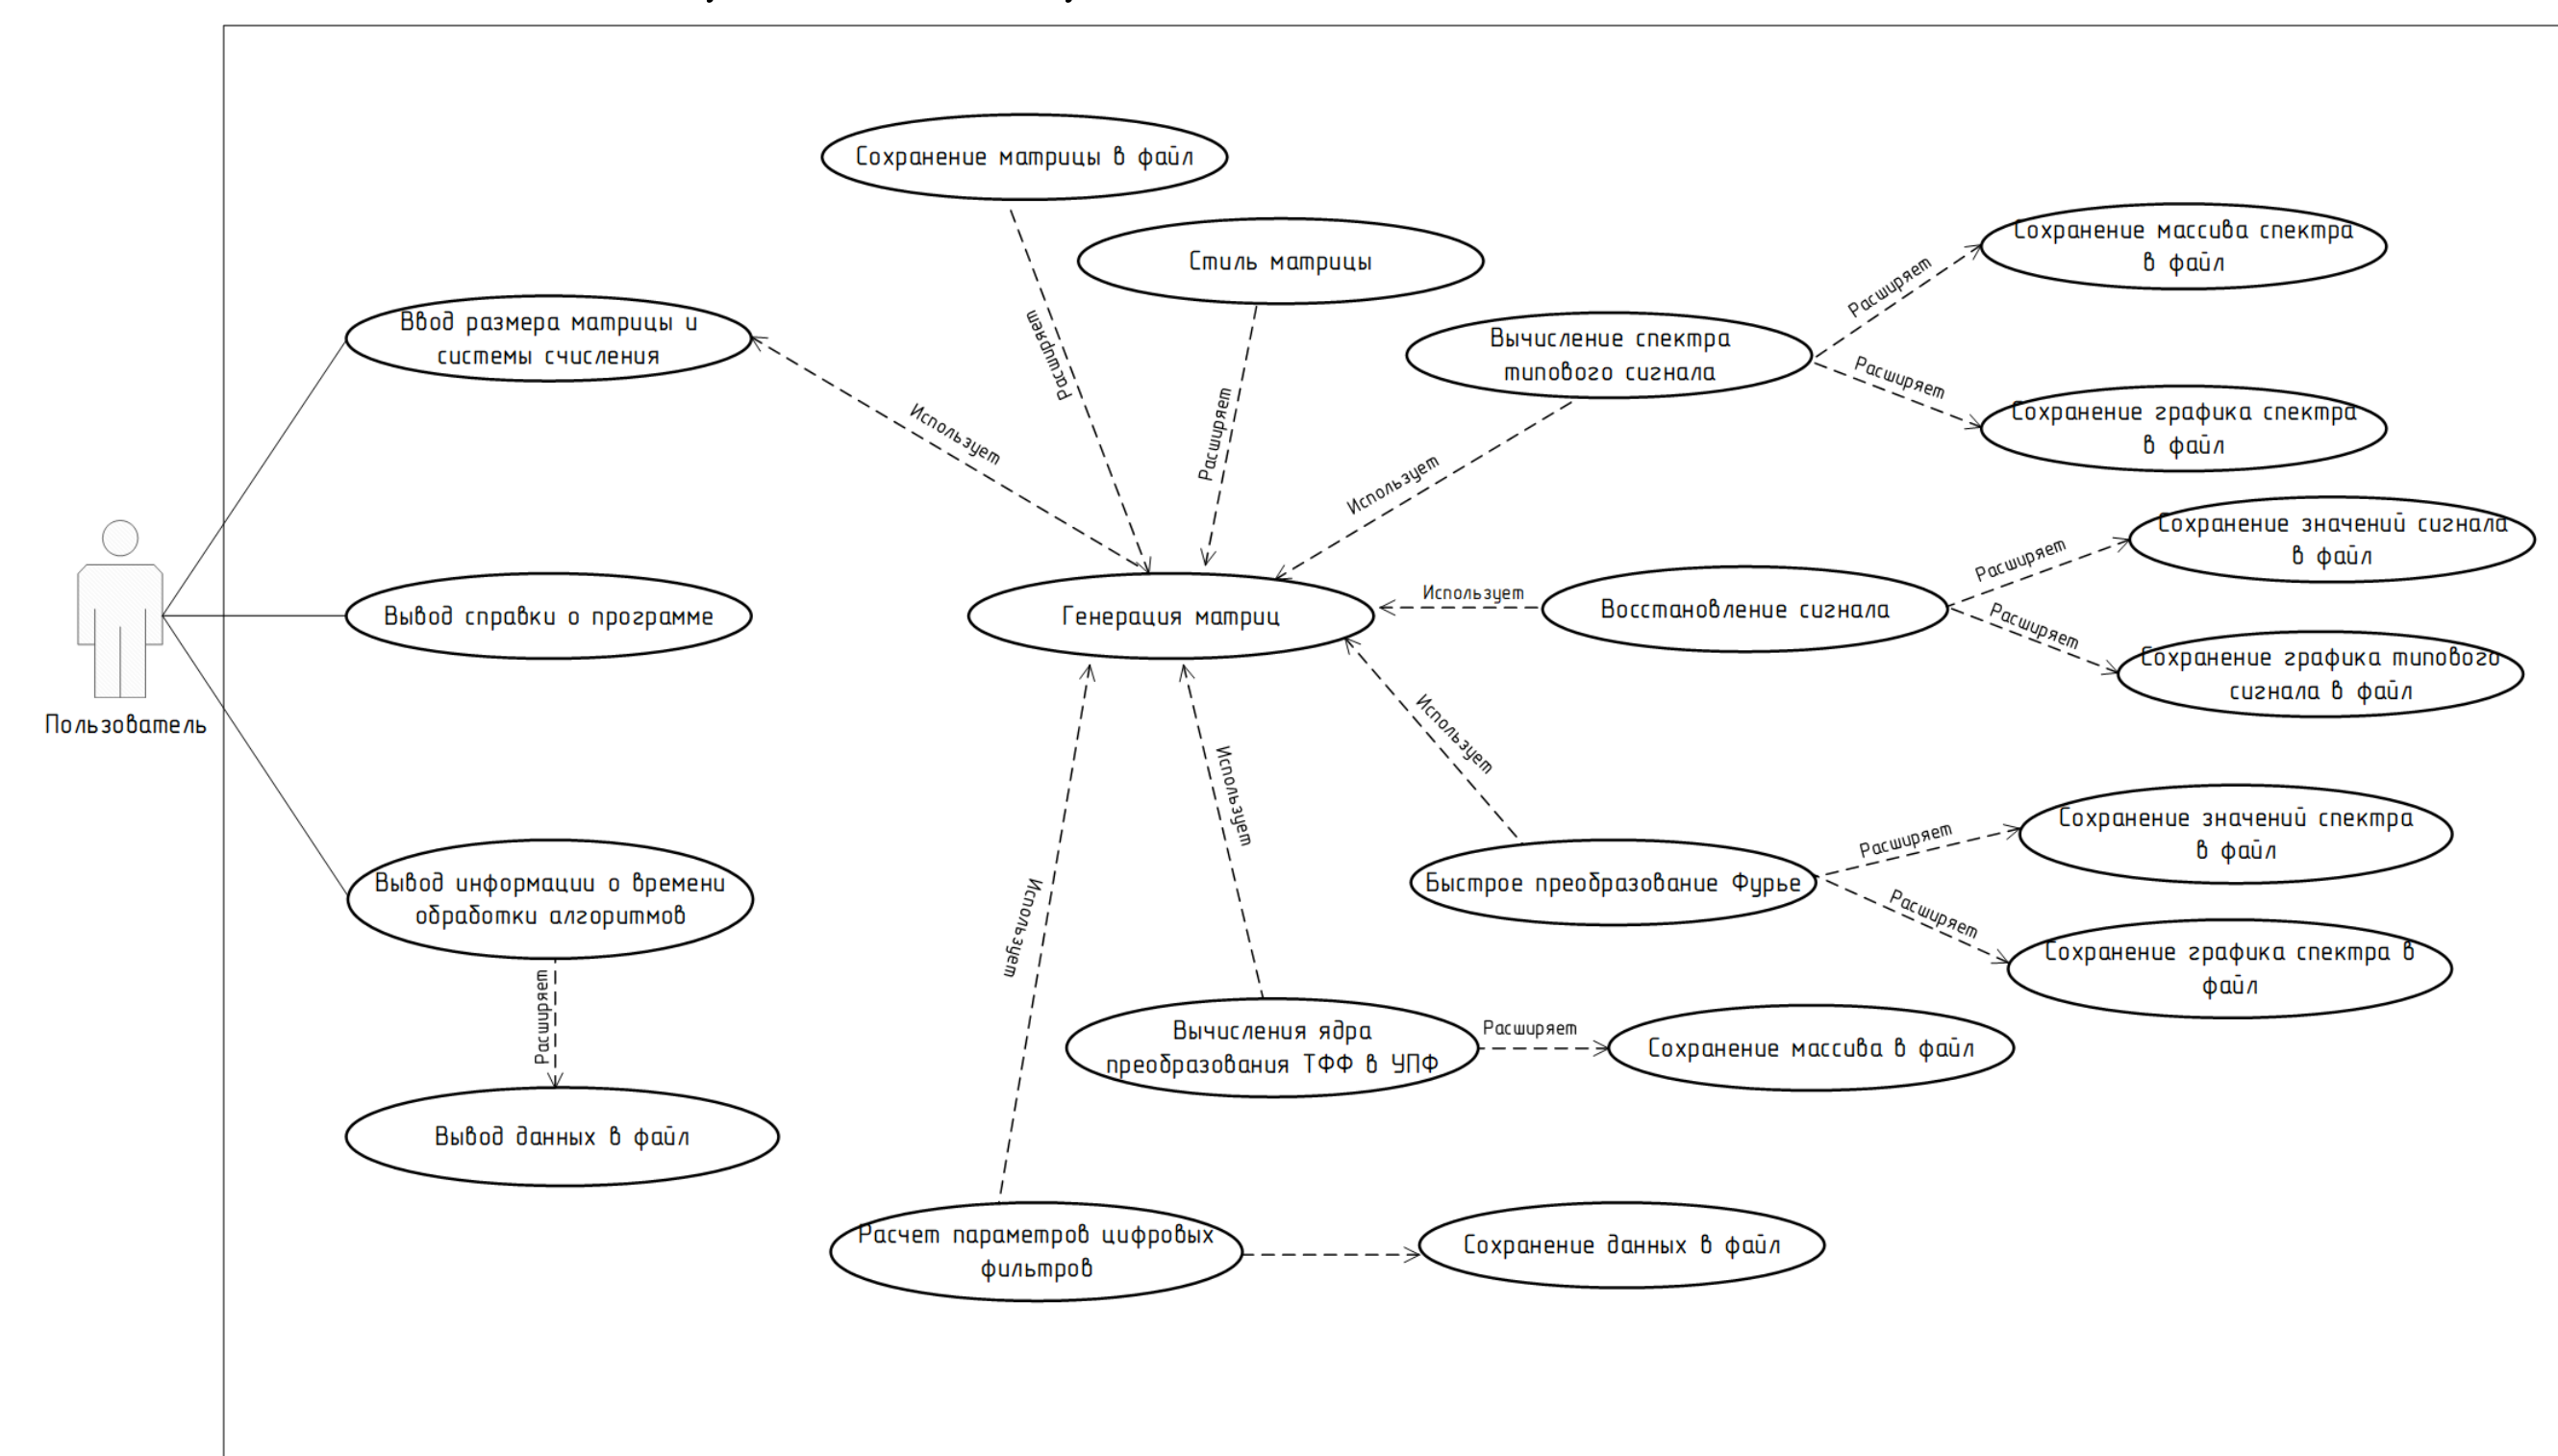 Сохранение матрицы в файл
Стиль матрицы
Сохранение массива спектра
в файл
Расширяет
Ввод размера матрицы и
системы счисления
Расширяет
Вычисление спектра
типового сигнала
Расширяет
Сохранение графика спектра
в файл
Использует
Расширяет
Использует
Сохранение значений сигнала
в файл
Расширяет
Использует
Вывод справки о программе
Генерация матриц
Восстановление сигнала
Расширяет
Сохранение графика типового
сигнала в файл
Пользователь
Использует
Использует
Сохранение значений спектра
в файл
Расширяет
Вывод информации о времени
обработки алгоритмов
Быстрое преобразование Фурье
Использует
Расширяет
Сохранение графика спектра в
файл
Расширяет
Вычисления ядра
преобразования ТФФ в УПФ
Расширяет
Сохранение массива в файл
Вывод данных в файл
Расчет параметров цифровых
фильтров
Сохранение данных в файл